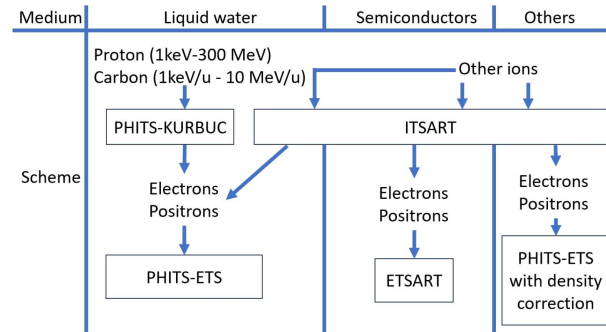 Medium
Liquid water
Semiconductors
Others
Proton (1keV-300 MeV)
Carbon (1keV/u - 10 MeV/u)
Other ions
PHITS-KURBUC
ITSART
Scheme
Electrons
Positrons
Electrons
Positrons
Electrons
Positrons
PHITS-ETS
ETSART
PHITS-ETS
with density
correction